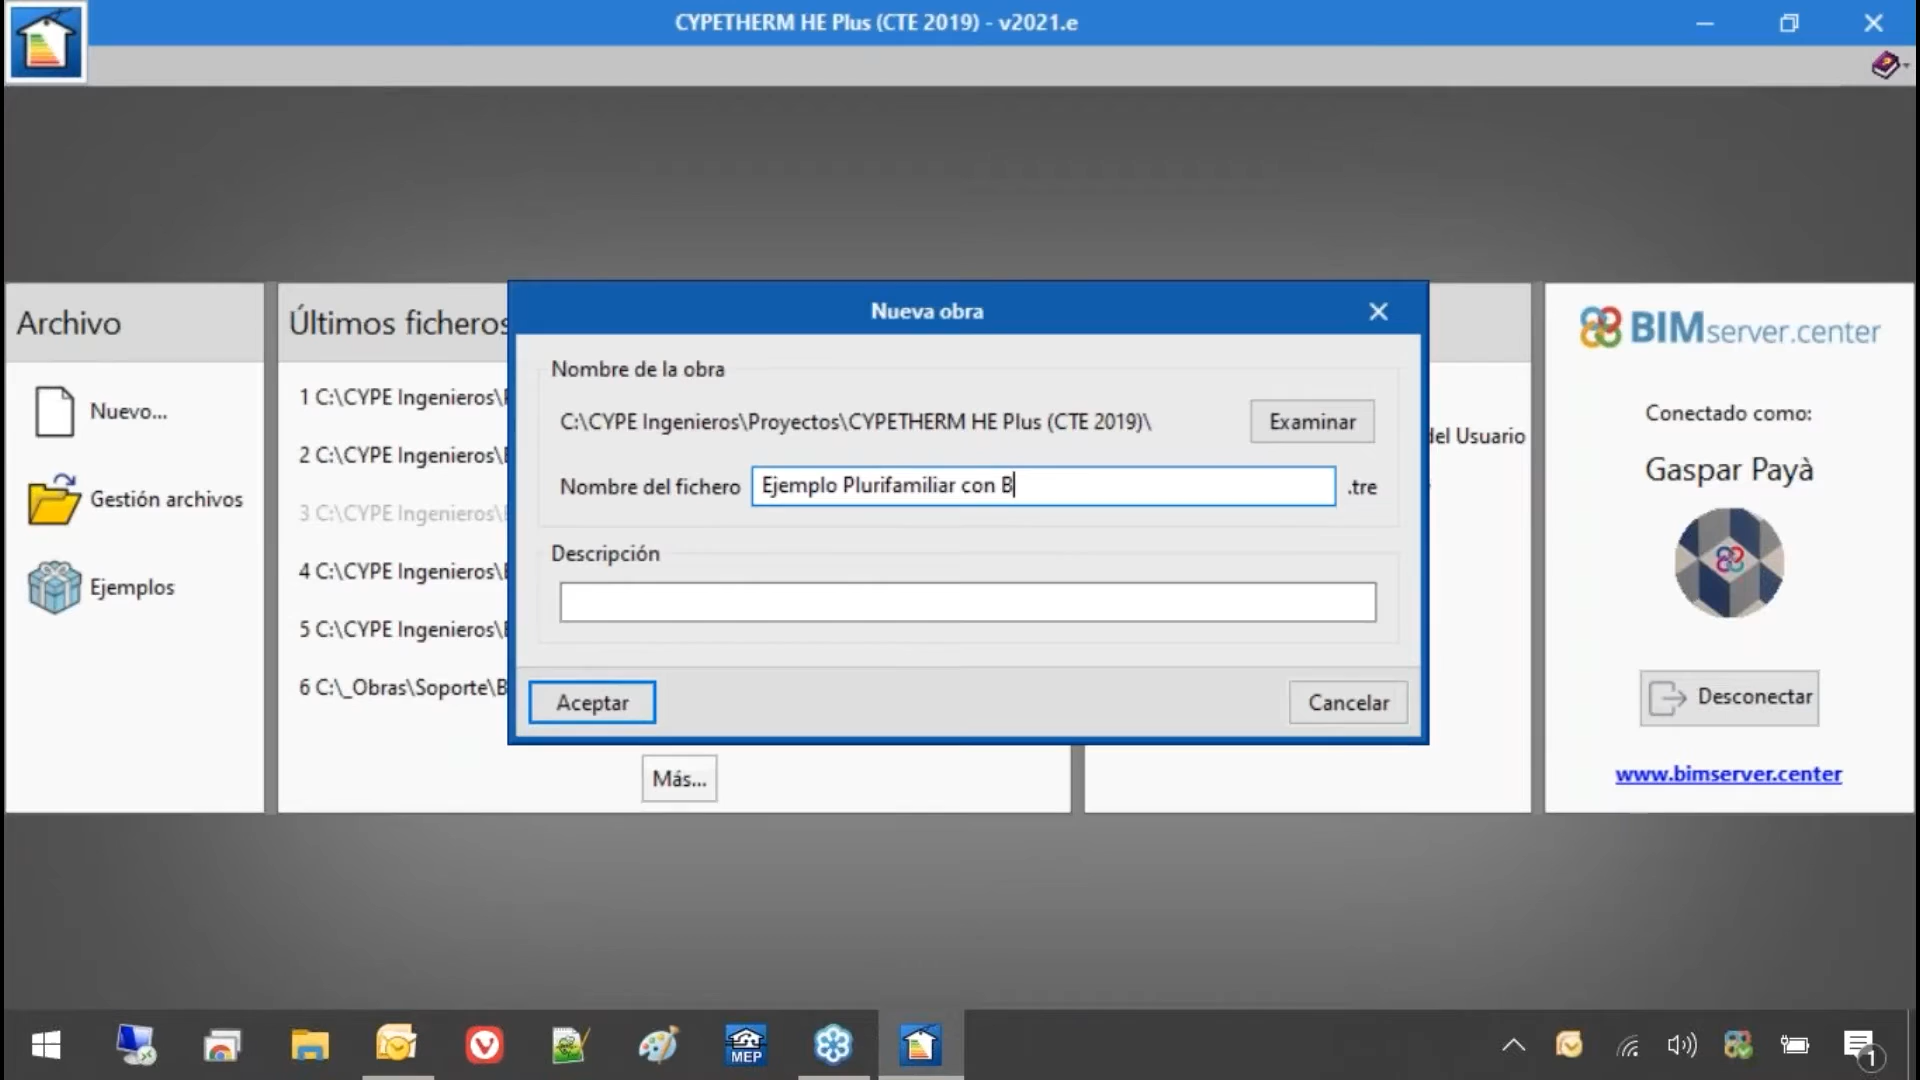 CYPETHERM HE Plus (CTE 2019) - v2021.e
Archivo
Nuevo...
Gestión archivos
Ejemplos
Últimos ficheros
1 C:\CYPE Ingenieros\
2 C:\CYPE Ingenieros\
3 C:\CYPE Ingenieros\
4 C:\CYPE Ingenieros\
5 C:\CYPE Ingenieros\
6 C:\_Obras\Soporte\B
Más...
Nueva obra
Nombre de la obra
C:\CYPE Ingenieros\Proyectos\CYPETHERM HE Plus (CTE 2019)\
Examinar
Nombre del fichero
Ejemplo Plurifamiliar con B
.tre
Descripción
Aceptar
Cancelar
del Usuario
BIMserver.center
Conectado como:
Gaspar Payà
Desconectar
www.bimserver.center
MEP
1